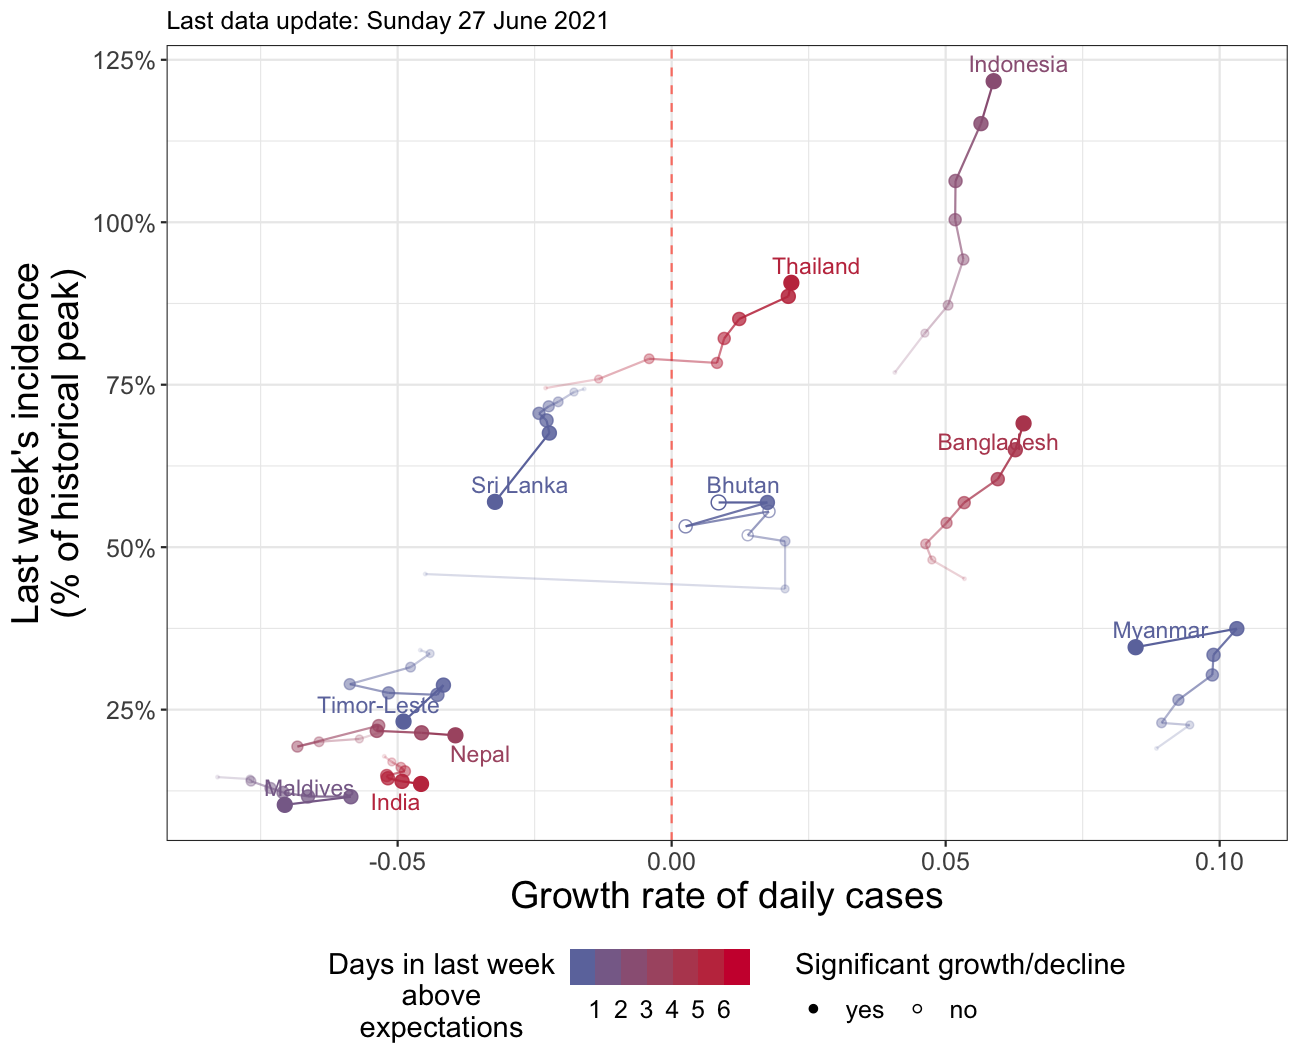 Last data update: Sunday 27 June 2021
125%
100%
75%
50%
25%
Last week's incidence
(% of historical peak)
Indonesia
Thailand
Bangladesh
Sri Lanka
Bhutan
Myanmar
Timor-Leste
Nepal
Maldives
India
-0.05
0.00
0.05
0.10
Growth rate of daily cases
Days in last week
above
expectations
1 2 3 4 5 6
Significant growth/decline
yes
no